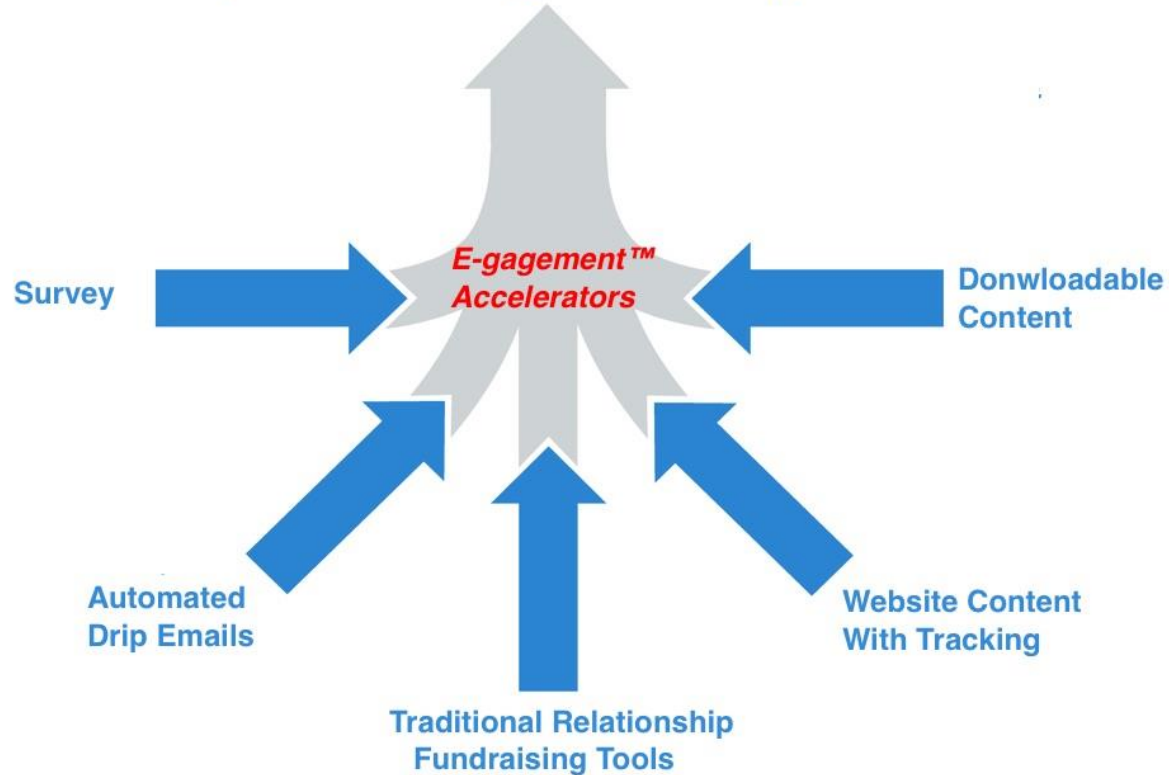 E-gagement™
Accelerators
Survey
Donwloadable
Content
Automated
Drip Emails
Website Content
With Tracking
Traditional Relationship
Fundraising Tools